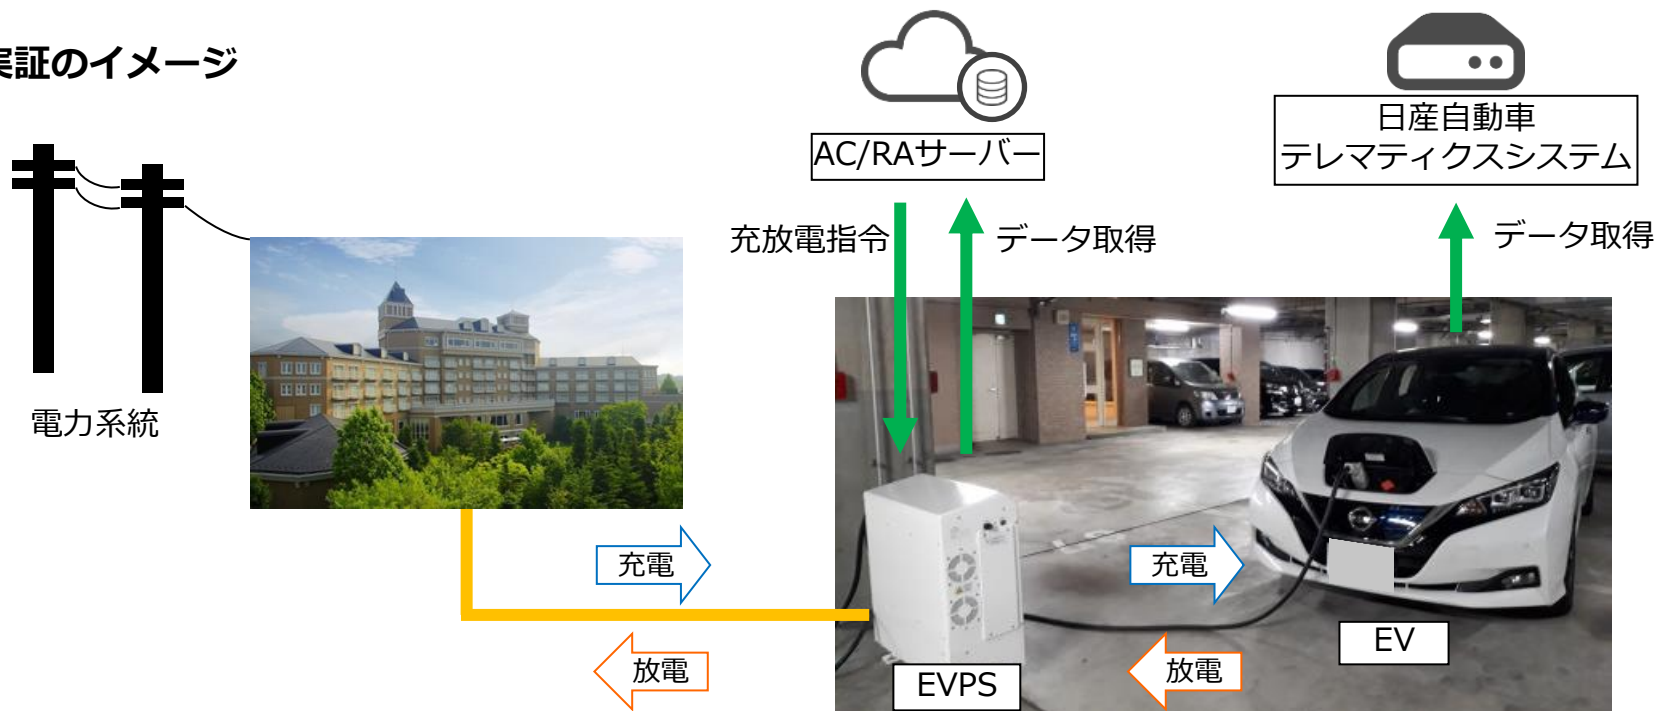 実証のイメージ
AC/RAサーバー
日産自動車
テレマティクスシステム
充放電指令
データ取得
データ取得
電力系統
充電
放電
充電
放電
EVPS
EV